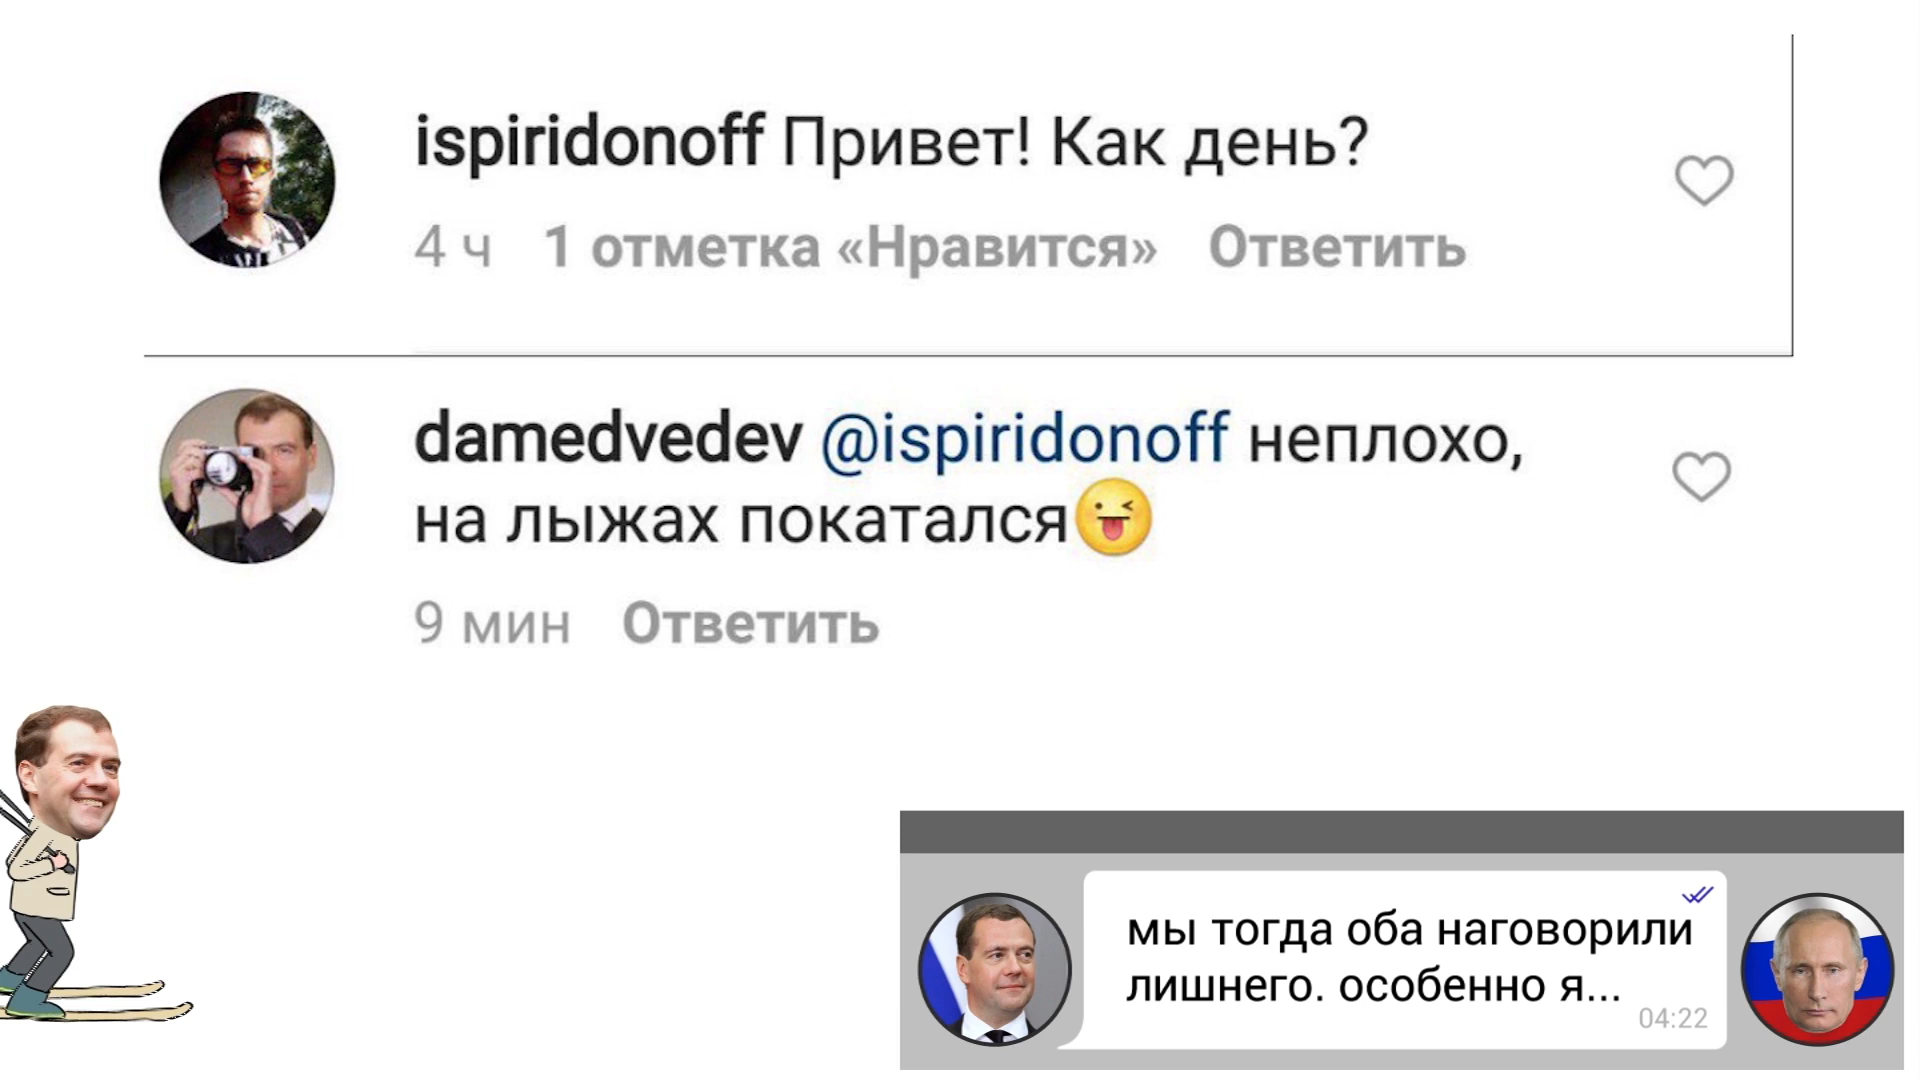 ispiridonoff Привет! Как день?
4 ч 1 отметка «Нравится» Ответить
damedvedev @ispiridonoff неплохо,
на лыжах покатался😜
9 мин Ответить
мы тогда оба наговорили
лишнего. особенно я...
04:22